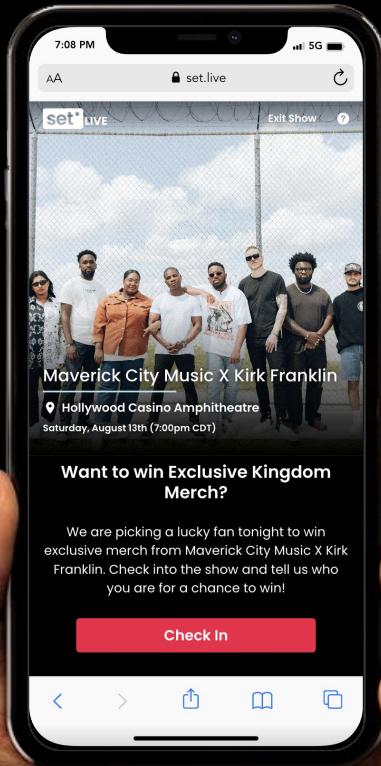 7:08 PM 5G
AA set.live
set LIVE Exit Show ?
Maverick City Music X Kirk Franklin
Hollywood Casino Amphitheatre
Saturday, August 13th (7:00pm CDT)
Want to win Exclusive Kingdom
Merch?
We are picking a lucky fan tonight to win
exclusive merch from Maverick City Music X Kirk
Franklin. Check into the show and tell us who
you are for a chance to win!
Check In